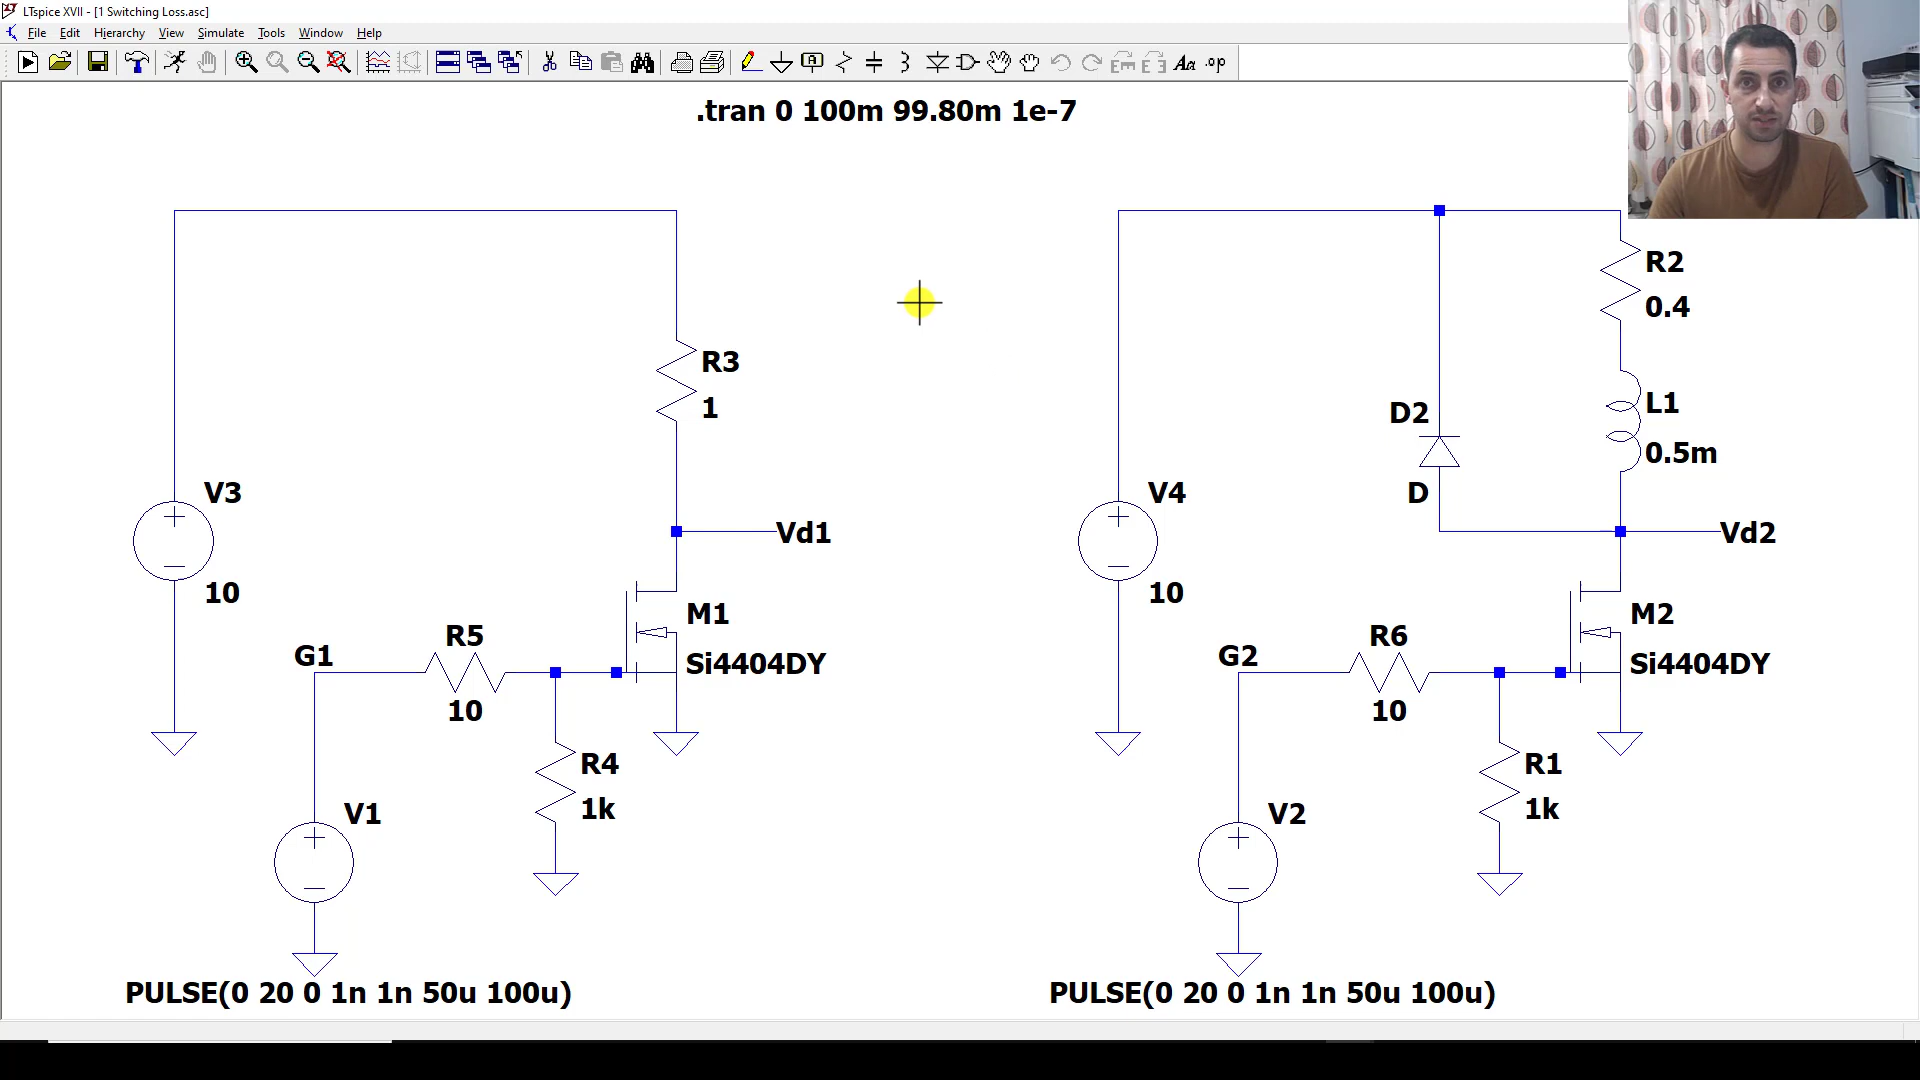 LTspice XVII - [1 Switching Loss.asc]
File Edit Hierarchy View Simulate Tools Window Help
Aa .op
.tran 0 100m 99.80m 1e-7
R3
1
V3
10
Vd1
M1
Si4404DY
G1
R5
10
R4
1k
V1
PULSE(0 20 0 1n 1n 50u 100u)
R2
0.4
L1
0.5m
D2
D
V4
10
Vd2
M2
Si4404DY
G2
R6
10
R1
1k
V2
PULSE(0 20 0 1n 1n 50u 100u)